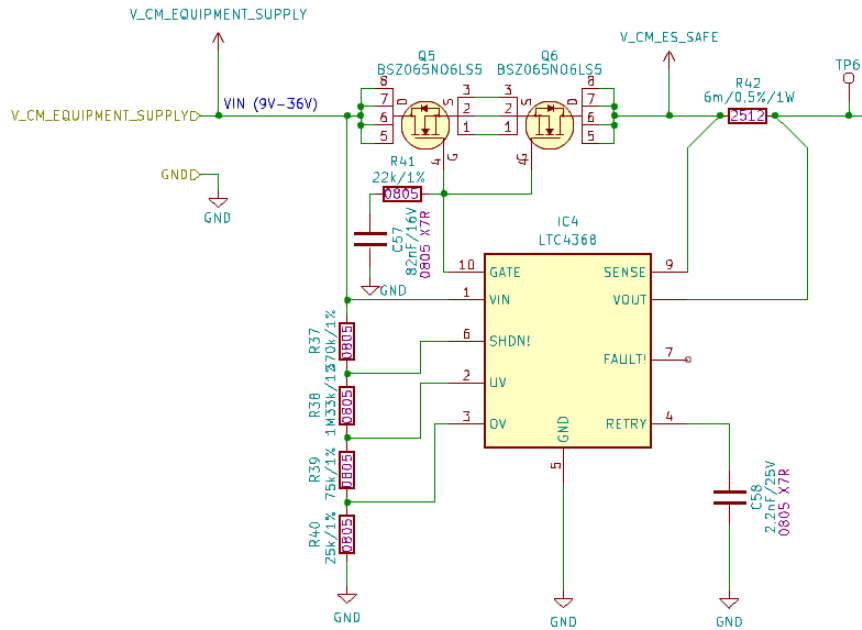 V_CM_EQUIPMENT_SUPPLY
Q5
BSZ065N06LS5
Q6
BSZ065N06LS5
V_CM_ES_SAFE
TP6
R42
6m/0,5%/1W
2512
V_CM_EQUIPMENT_SUPPLY
VIN (9V-36V)
8
7
6
5
D
S
G
4
3
2
1
3
2
1
S
D
G
4
8
7
6
5
GND
GND
R41
22k/1%
0805
C57
82nF/16V
0805 X7R
GND
IC4
LTC4368
10
GATE
1
VIN
6
SHDN!
2
UV
3
OV
GND
5
SENSE
9
VOUT
8
FAULT!
7
RETRY
4
R37
0805
R38
1M33k/1%
0805
R39
75k/1%
0805
R40
25k/1%
0805
C58
2.2nF/25V
0805 X7R
GND
GND
GND